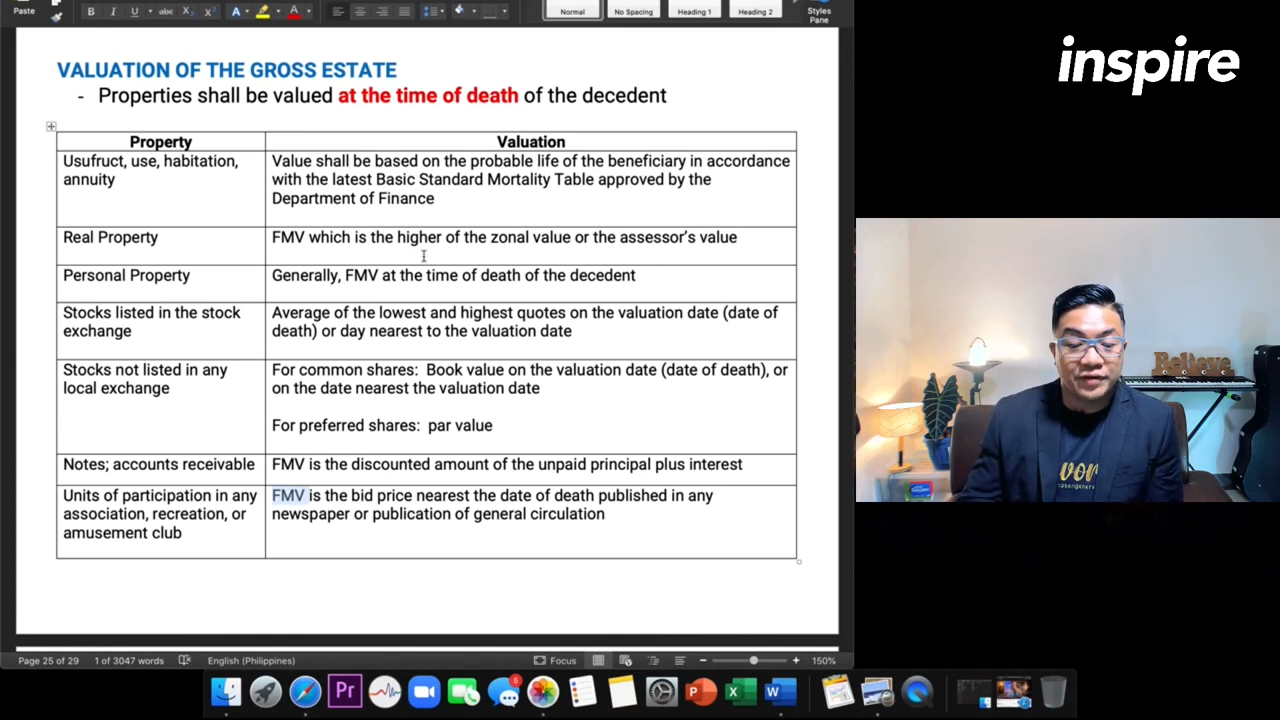 Paste
B I U abc X₂ X² A A
Normal
No Spacing
Heading 1
Heading 2
Styles
Pane
inspire
VALUATION OF THE GROSS ESTATE
- Properties shall be valued at the time of death of the decedent
Property Valuation
Usufruct, use, habitation,
annuity
Value shall be based on the probable life of the beneficiary in accordance
with the latest Basic Standard Mortality Table approved by the
Department of Finance
Real Property
FMV which is the higher of the zonal value or the assessor's value
Personal Property
Generally, FMV at the time of death of the decedent
Stocks listed in the stock
exchange
Average of the lowest and highest quotes on the valuation date (date of
death) or day nearest to the valuation date
Stocks not listed in any
local exchange
For common shares: Book value on the valuation date (date of death), or
on the date nearest the valuation date
For preferred shares: par value
Notes; accounts receivable
FMV is the discounted amount of the unpaid principal plus interest
Units of participation in any
association, recreation, or
amusement club
FMV is the bid price nearest the date of death published in any
newspaper or publication of general circulation
Believe
Page 25 of 29 1 of 3047 words English (Philippines) Focus 150%
Pr
5
P
X
W